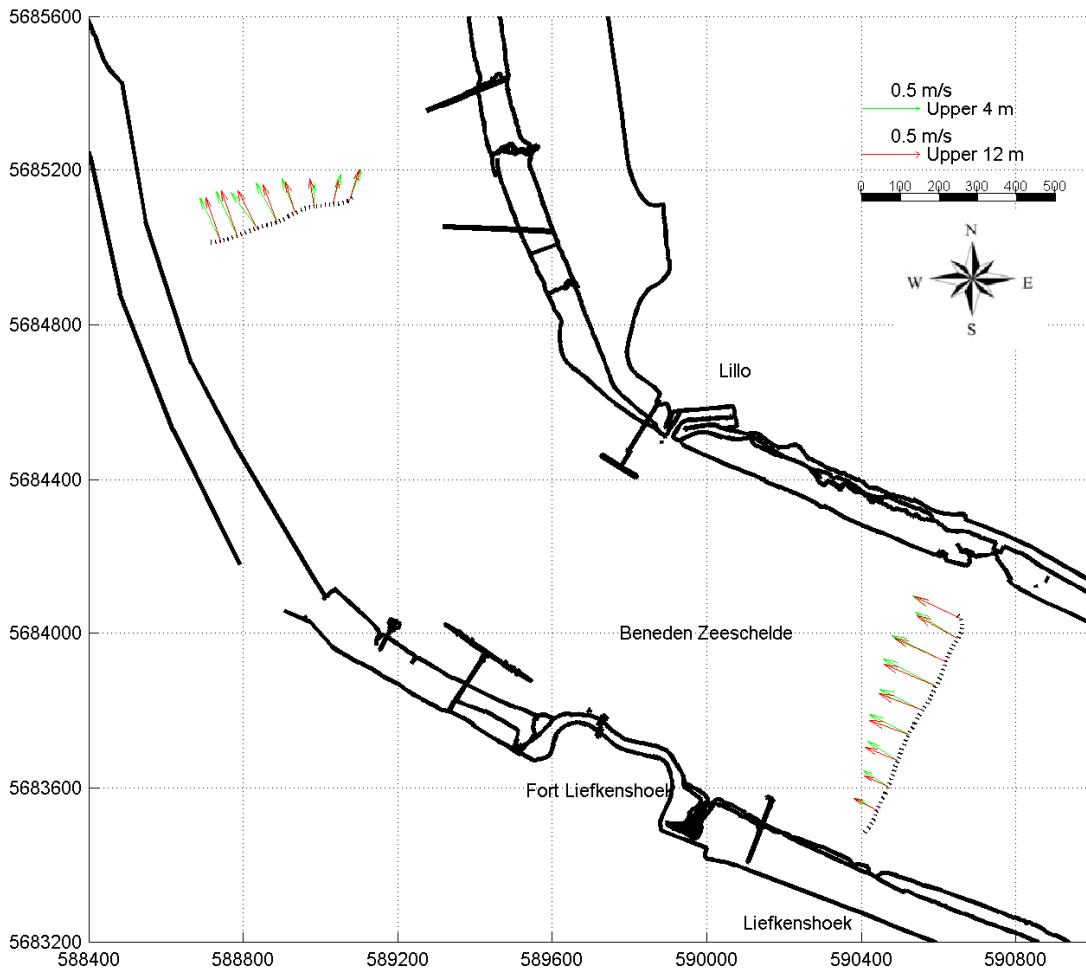 5685600
5685200
5684800
5684400
5684000
5683600
5683200
0.5 m/s
Upper 4 m
0.5 m/s
Upper 12 m
0 100 200 300 400 500
N
W E
S
Lillo
Beneden Zeeschelde
Fort Liefkenshoek
Liefkenshoek
588400 588800 589200 589600 590000 590400 590800